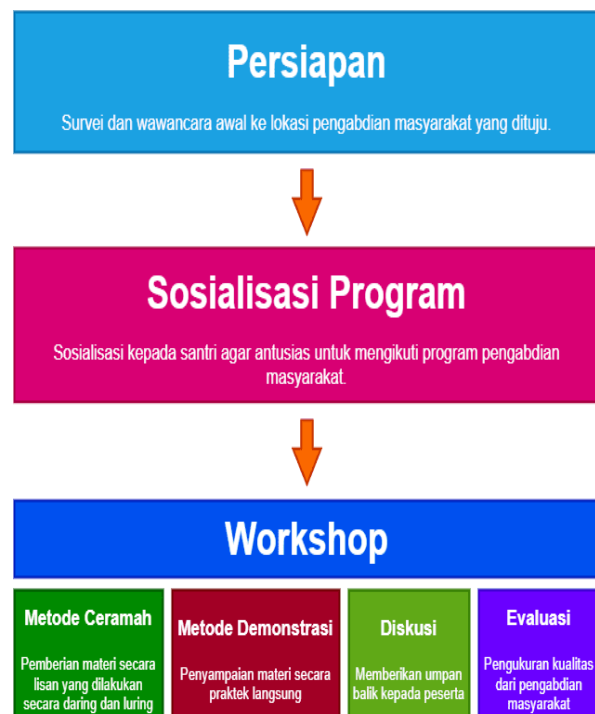 Persiapan
Survei dan wawancara awal ke lokasi pengabdian masyarakat yang dituju.
Sosialisasi Program
Sosialisasi kepada santri agar antusias untuk mengikuti program pengabdian
masyarakat.
Workshop
Metode Ceramah
Pemberian materi secara
lisan yang dilakukan
secara daring dan luring
Metode Demonstrasi
Penyampaian materi secara
praktek langsung
Diskusi
Memberikan umpan
balik kepada peserta
Evaluasi
Pengukuran kualitas
dari pengabdian
masyarakat